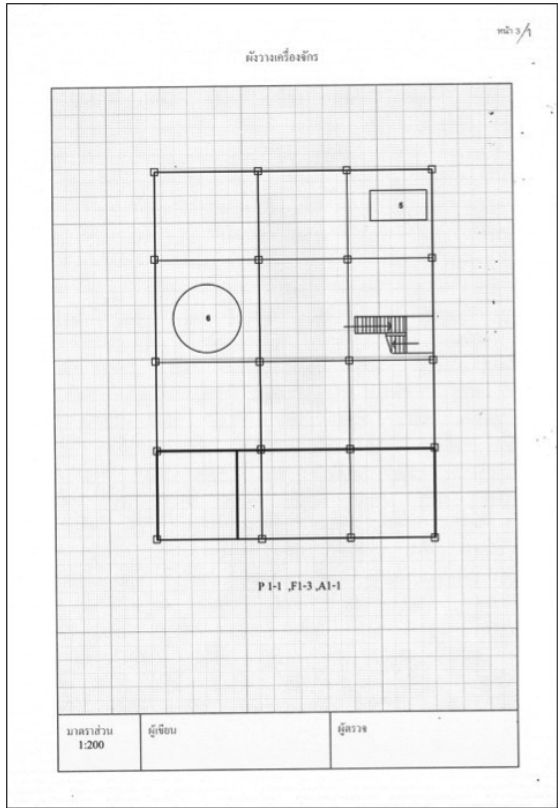 หน้า 3/1
ผังวางเครื่องจักร
5
6
P 1-1 ,F1-3 ,A1-1
มาตราส่วน
1:200
ผู้เขียน
ผู้ตรวจ